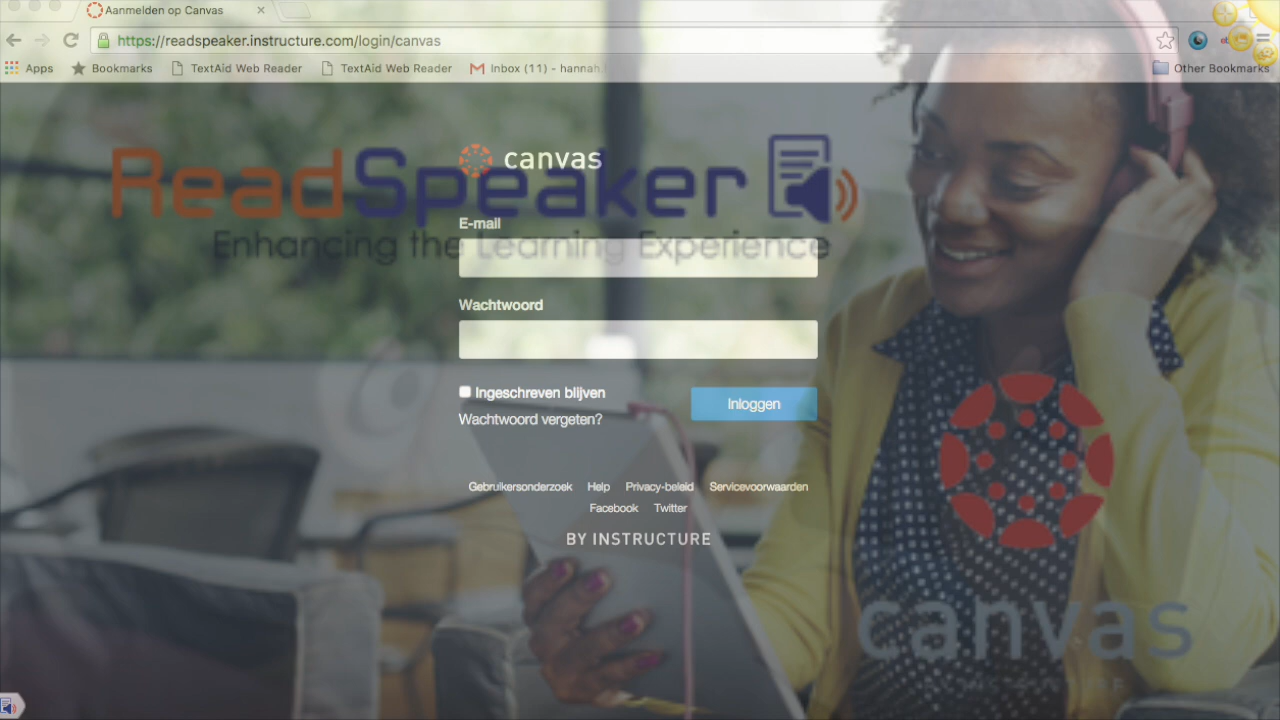 Aanmelden op Canvas
https://readspeaker.instructure.com/login/canvas
Apps Bookmarks TextAid Web Reader TextAid Web Reader Inbox (11) - hannah. Other Bookmarks
canvas
ReadSpeaker
E-mail
Enhancing the Learning Experience
Wachtwoord
Ingeschreven blijven
Inloggen
Wachtwoord vergeten?
Gebruikersonderzoek Help Privacy-beleid Servicevoorwaarden
Facebook Twitter
BY INSTRUCTURE
canvas